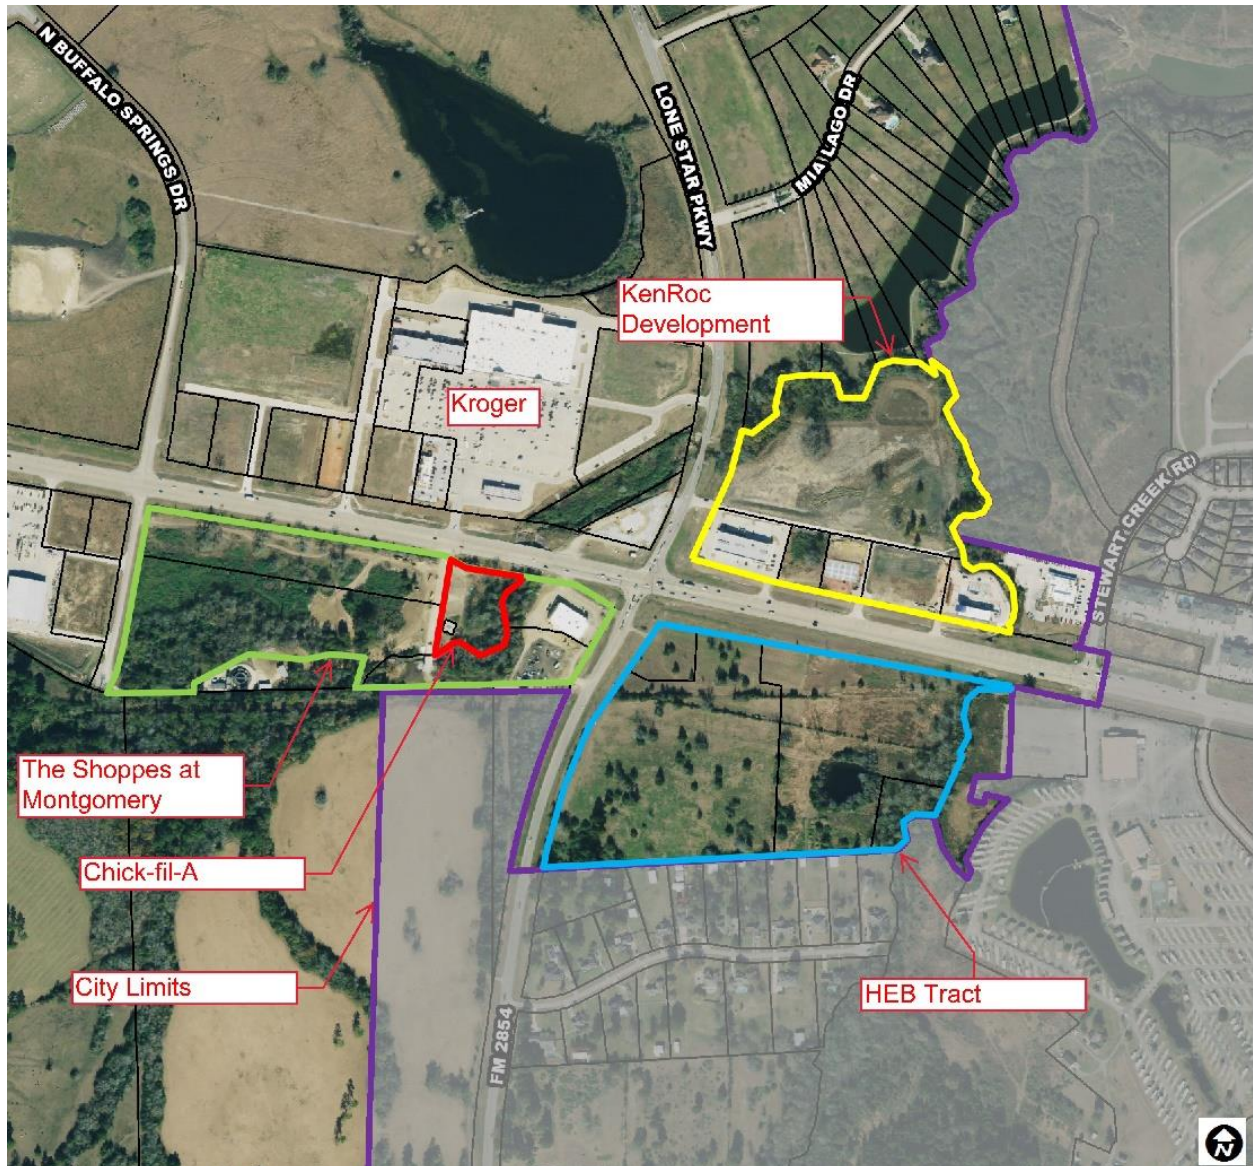 N BUFFALO SPRINGS DR
LONE STAR PKWY
MIA LAGO DR
KenRoc
Development
Kroger
STEWART CREEK RD
The Shoppes at
Montgomery
Chick-fil-A
City Limits
HEB Tract
FM 2854
N